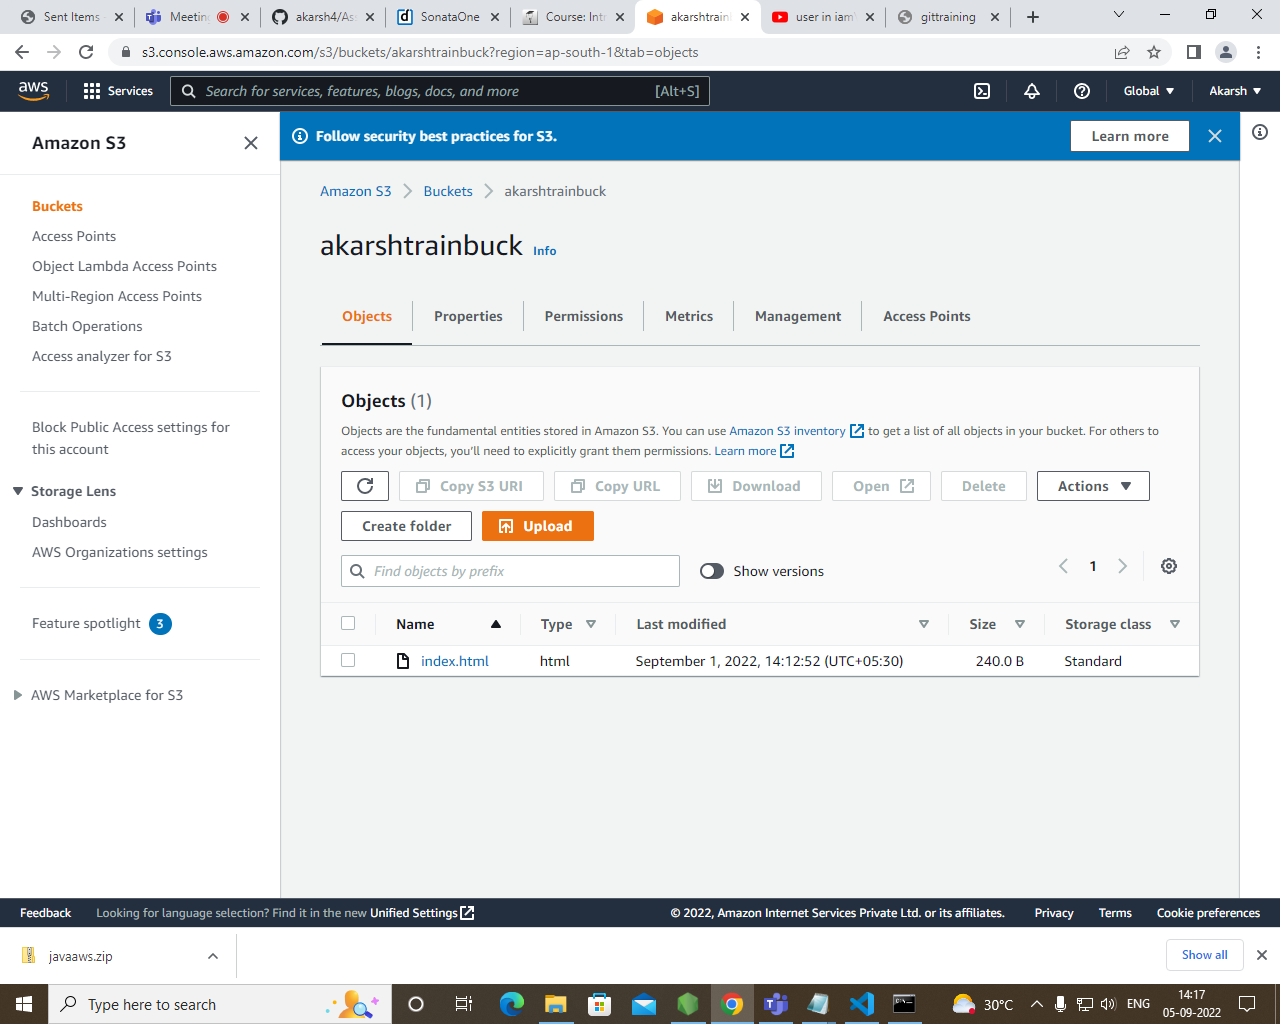 Sent Items
Meeting
akarsh4/As
SonataOne
Course: Intr
akarshtrain
user in iam
gittraining
s3.console.aws.amazon.com/s3/buckets/akarshtrainbuck?region=ap-south-1&tab=objects
aws
Services
Search for services, features, blogs, docs, and more
[Alt+S]
Global
Akarsh
Amazon S3
Buckets
Access Points
Object Lambda Access Points
Multi-Region Access Points
Batch Operations
Access analyzer for S3
Block Public Access settings for
this account
Storage Lens
Dashboards
AWS Organizations settings
Feature spotlight 3
AWS Marketplace for S3
Follow security best practices for S3.
Learn more
Amazon S3
Buckets
akarshtrainbuck
akarshtrainbuck Info
Objects
Properties
Permissions
Metrics
Management
Access Points
Objects (1)
Objects are the fundamental entities stored in Amazon S3. You can use Amazon S3 inventory to get a list of all objects in your bucket. For others to
access your objects, you'll need to explicitly grant them permissions. Learn more
Copy S3 URI
Copy URL
Download
Open
Delete
Actions
Create folder
Upload
Find objects by prefix
Show versions
1
Name
Type
Last modified
Size
Storage class
index.html
html
September 1, 2022, 14:12:52 (UTC+05:30)
240.0 B
Standard
Feedback
Looking for language selection? Find it in the new Unified Settings
© 2022, Amazon Internet Services Private Ltd. or its affiliates.
Privacy
Terms
Cookie preferences
javaaws.zip
Show all
Type here to search
30°C
ENG
14:17
05-09-2022